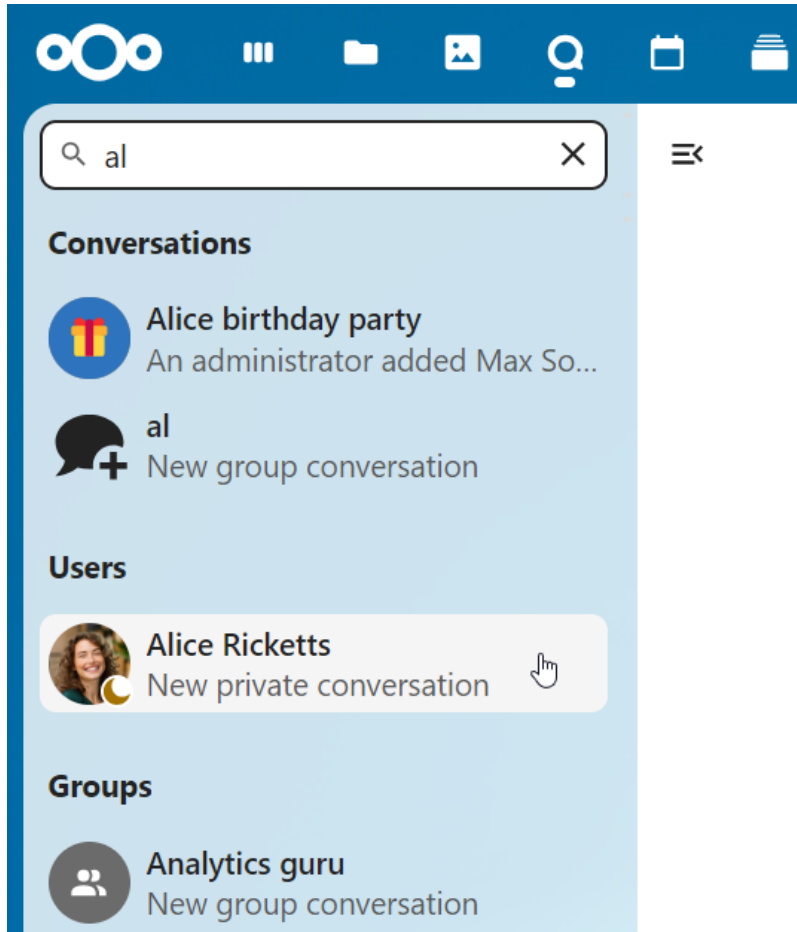 al
Conversations
Alice birthday party
An administrator added Max So...
al
New group conversation
Users
Alice Ricketts
New private conversation
Groups
Analytics guru
New group conversation